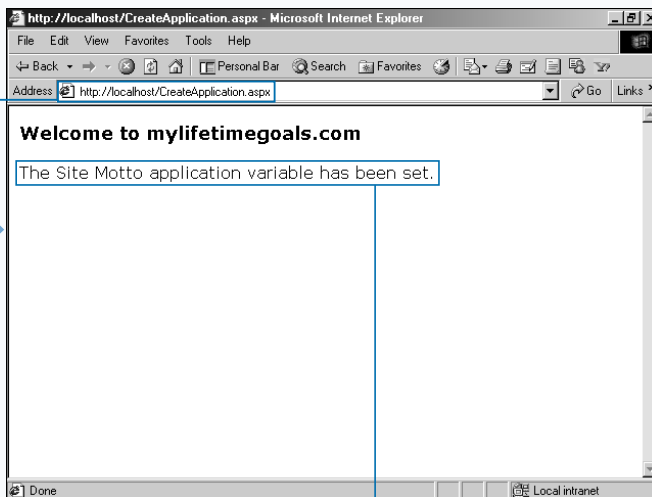 http://localhost/CreateApplication.aspx - Microsoft Internet Explorer
File Edit View Favorites Tools Help
Back Personal Bar Search Favorites
Address http://localhost/CreateApplication.aspx Go Links »
Welcome to mylifetimegoals.com
The Site Motto application variable has been set.
Done Local intranet